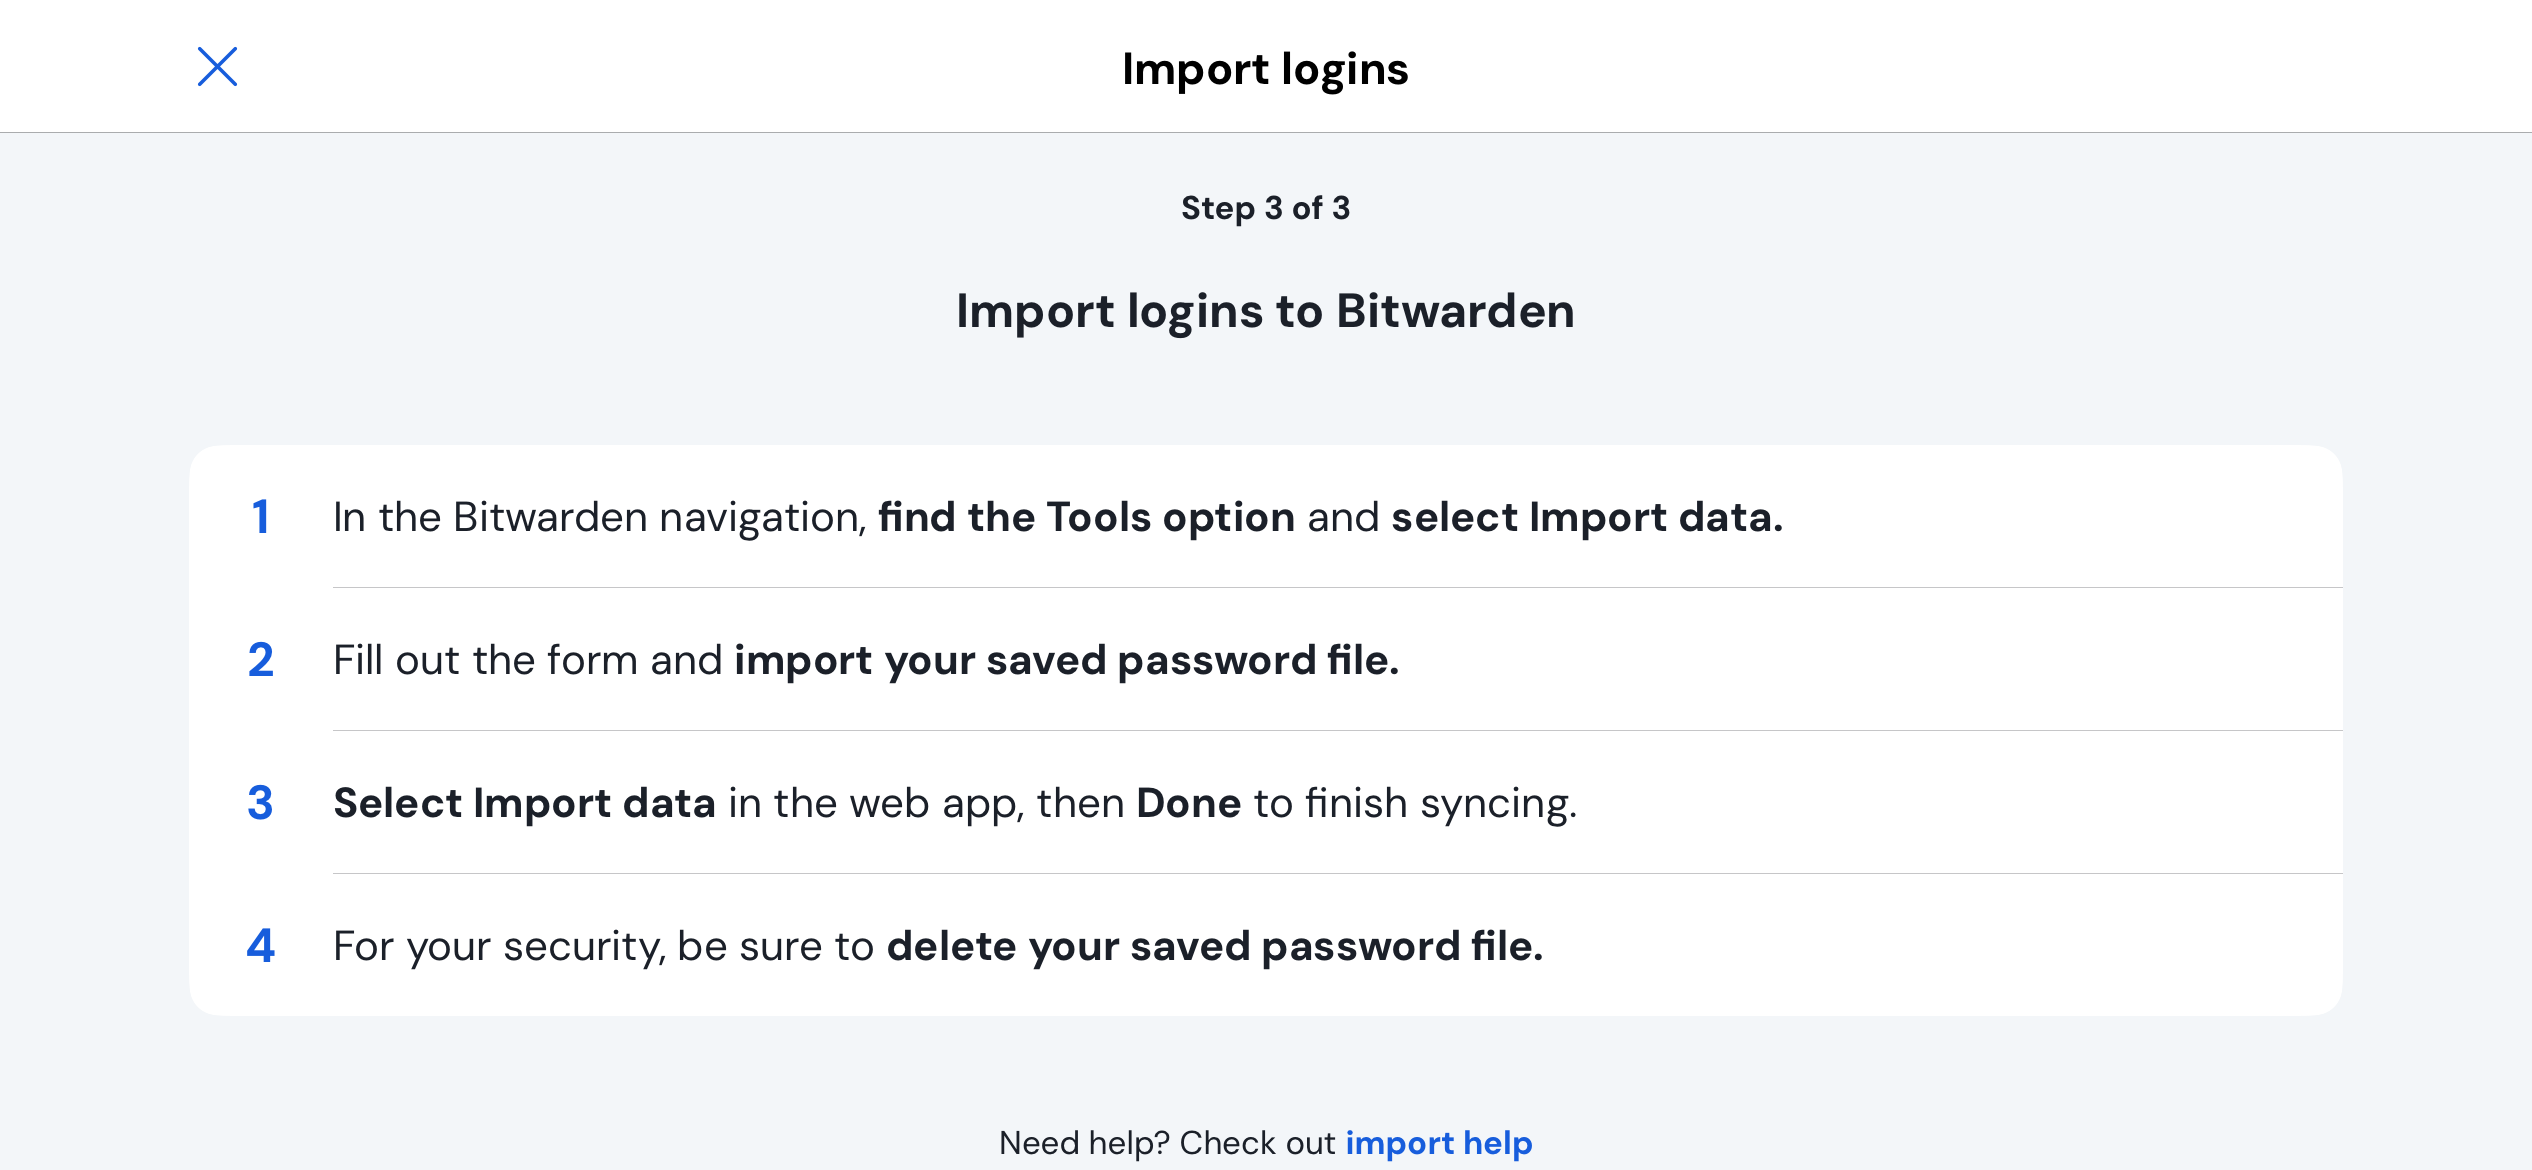 Import logins
Step 3 of 3
Import logins to Bitwarden
1 In the Bitwarden navigation, find the Tools option and select Import data.
2 Fill out the form and import your saved password file.
3 Select Import data in the web app, then Done to finish syncing.
4 For your security, be sure to delete your saved password file.
Need help? Check out import help